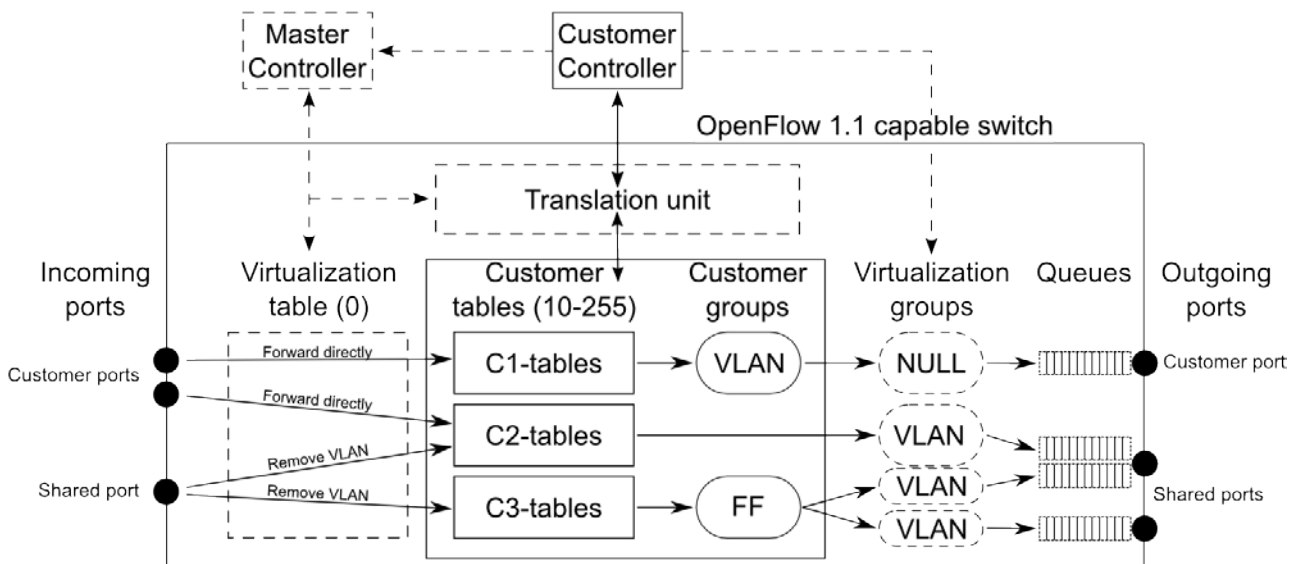 Master
Controller
Customer
Controller
OpenFlow 1.1 capable switch
Translation unit
Incoming
ports
Virtualization
table (0)
Customer
tables (10-255)
Customer
groups
Virtualization
groups
Queues
Outgoing
ports
Customer ports
Forward directly
C1-tables
VLAN
NULL
Customer port
Forward directly
C2-tables
VLAN
Remove VLAN
Shared port
Remove VLAN
C3-tables
FF
VLAN
VLAN
Shared ports